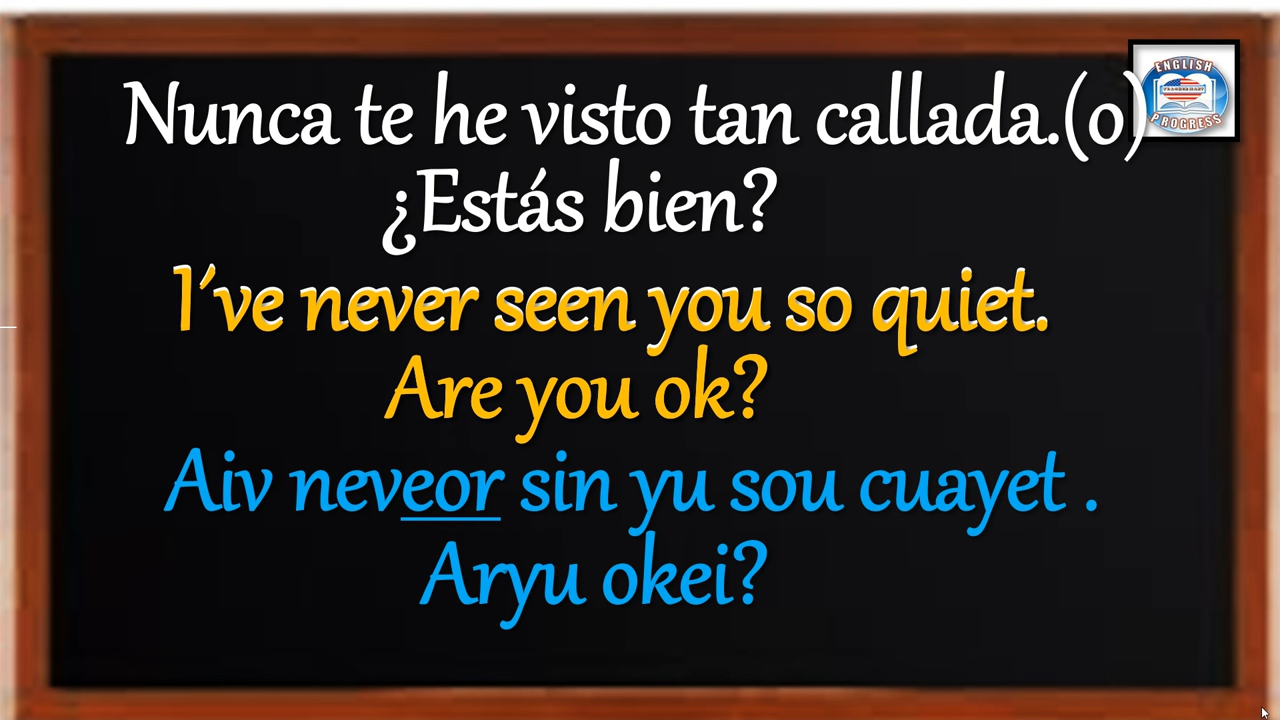 Nunca te he visto tan callada.(o)
¿Estás bien?
I´ve never seen you so quiet.
Are you ok?
Aiv neveor sin yu sou cuayet .
Aryu okei?
ENGLISH
PROGRESS